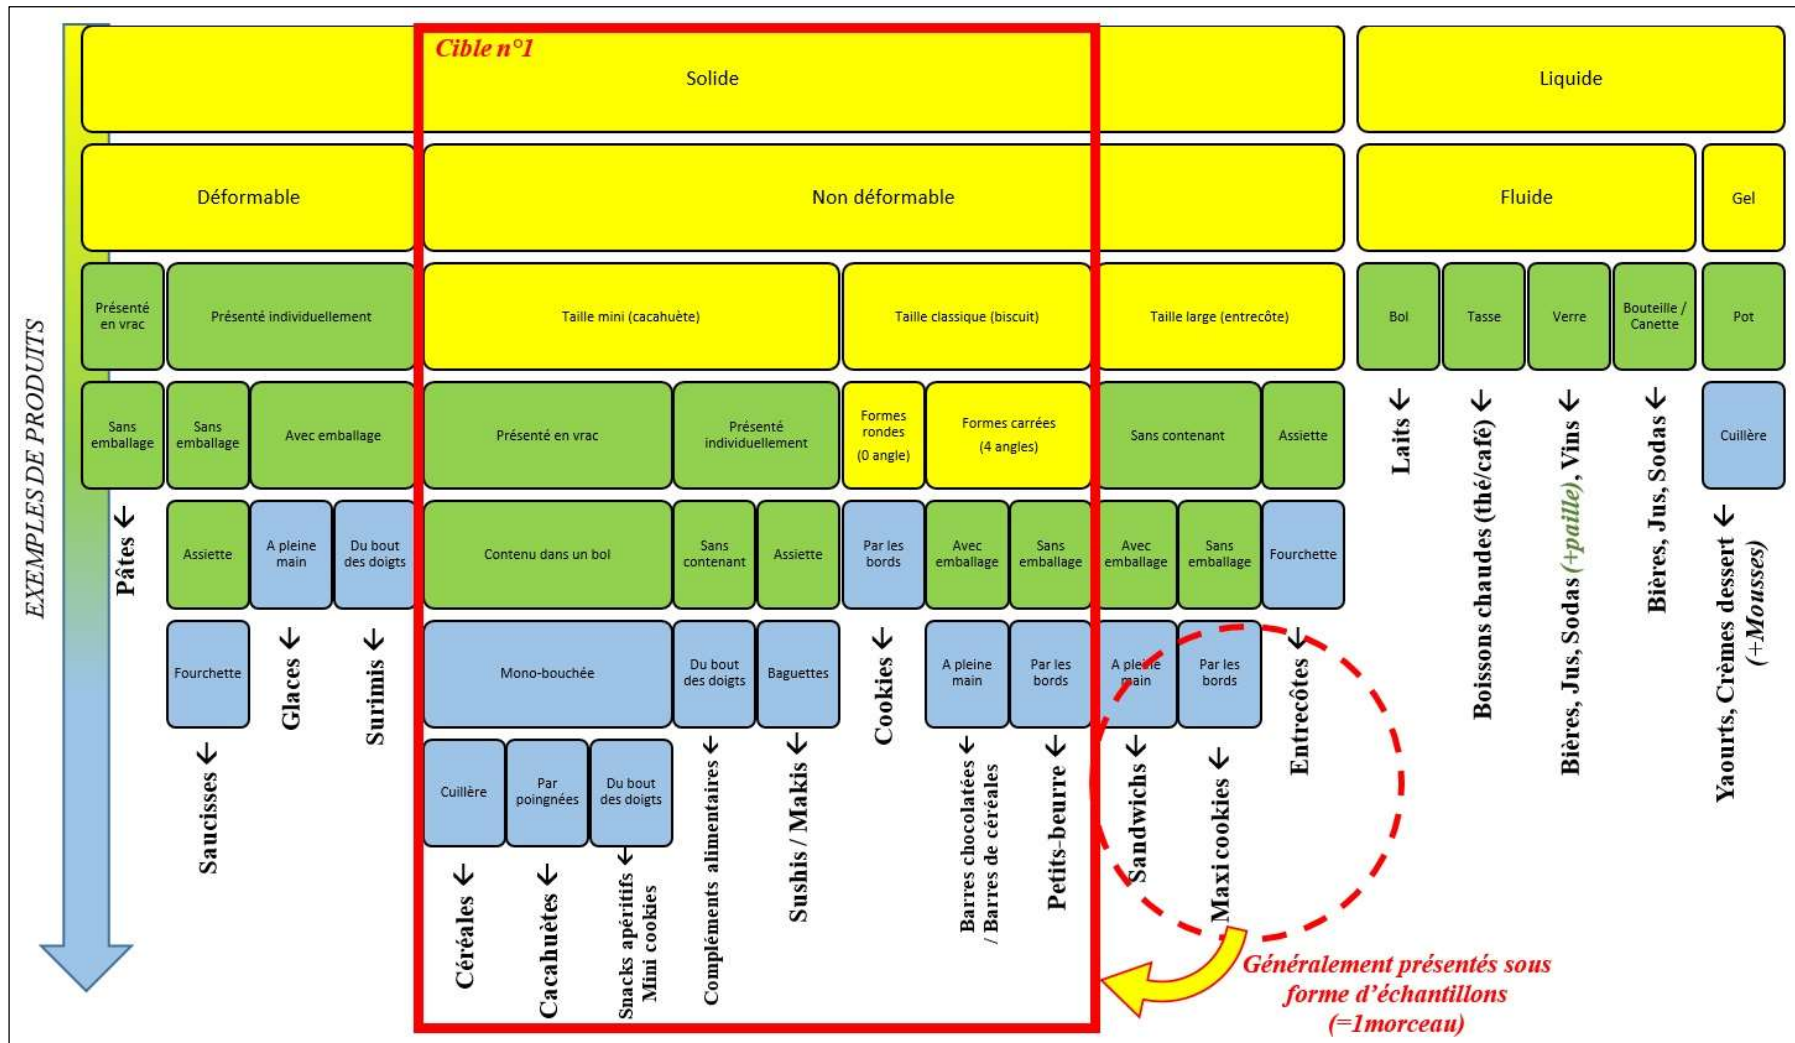 Cible n°1
Solide
Liquide
Déformable
Non déformable
Fluide
Gel
Présenté
en vrac
Présenté individuellement
Taille mini (cacahuète)
Taille classique (biscuit)
Taille large (entrecôte)
Bol
Tasse
Verre
Bouteille /
Canette
Pot
Sans
emballage
Sans
emballage
Avec emballage
Présenté en vrac
Présenté
individuellement
Formes
rondes
(0 angle)
Formes carrées
(4 angles)
Sans contenant
Assiette
Cuillère
Assiette
A pleine
main
Du bout
des doigts
Contenu dans un bol
Sans
contenant
Assiette
Par les
bords
Avec
emballage
Sans
emballage
Avec
emballage
Sans
emballage
Fourchette
Fourchette
Mono-bouchée
Du bout
des doigts
Baguettes
A pleine
main
Par les
bords
A pleine
main
Par les
bords
Cuillère
Par
poingnées
Du bout
des doigts
EXEMPLES DE PRODUITS
Pâtes ←
Saucisses ←
Glaces ←
Surimis ←
Céréales ←
Cacahuètes ←
Snacks apéritifs ←
Mini cookies
Compléments alimentaires ←
Sushis / Makis ←
Cookies ←
Barres chocolatées ←
/ Barres de céréales
Petits-beurre ←
Sandwichs ←
Maxi cookies ←
Entrecôtes ←
Laits ←
Boissons chaudes (thé/café) ←
Bières, Jus, Sodas (+paille), Vins ←
Bières, Jus, Sodas ←
Yaourts, Crèmes dessert ←
(+Mousses)
Généralement présentés sous
forme d'échantillons
(=1morceau)